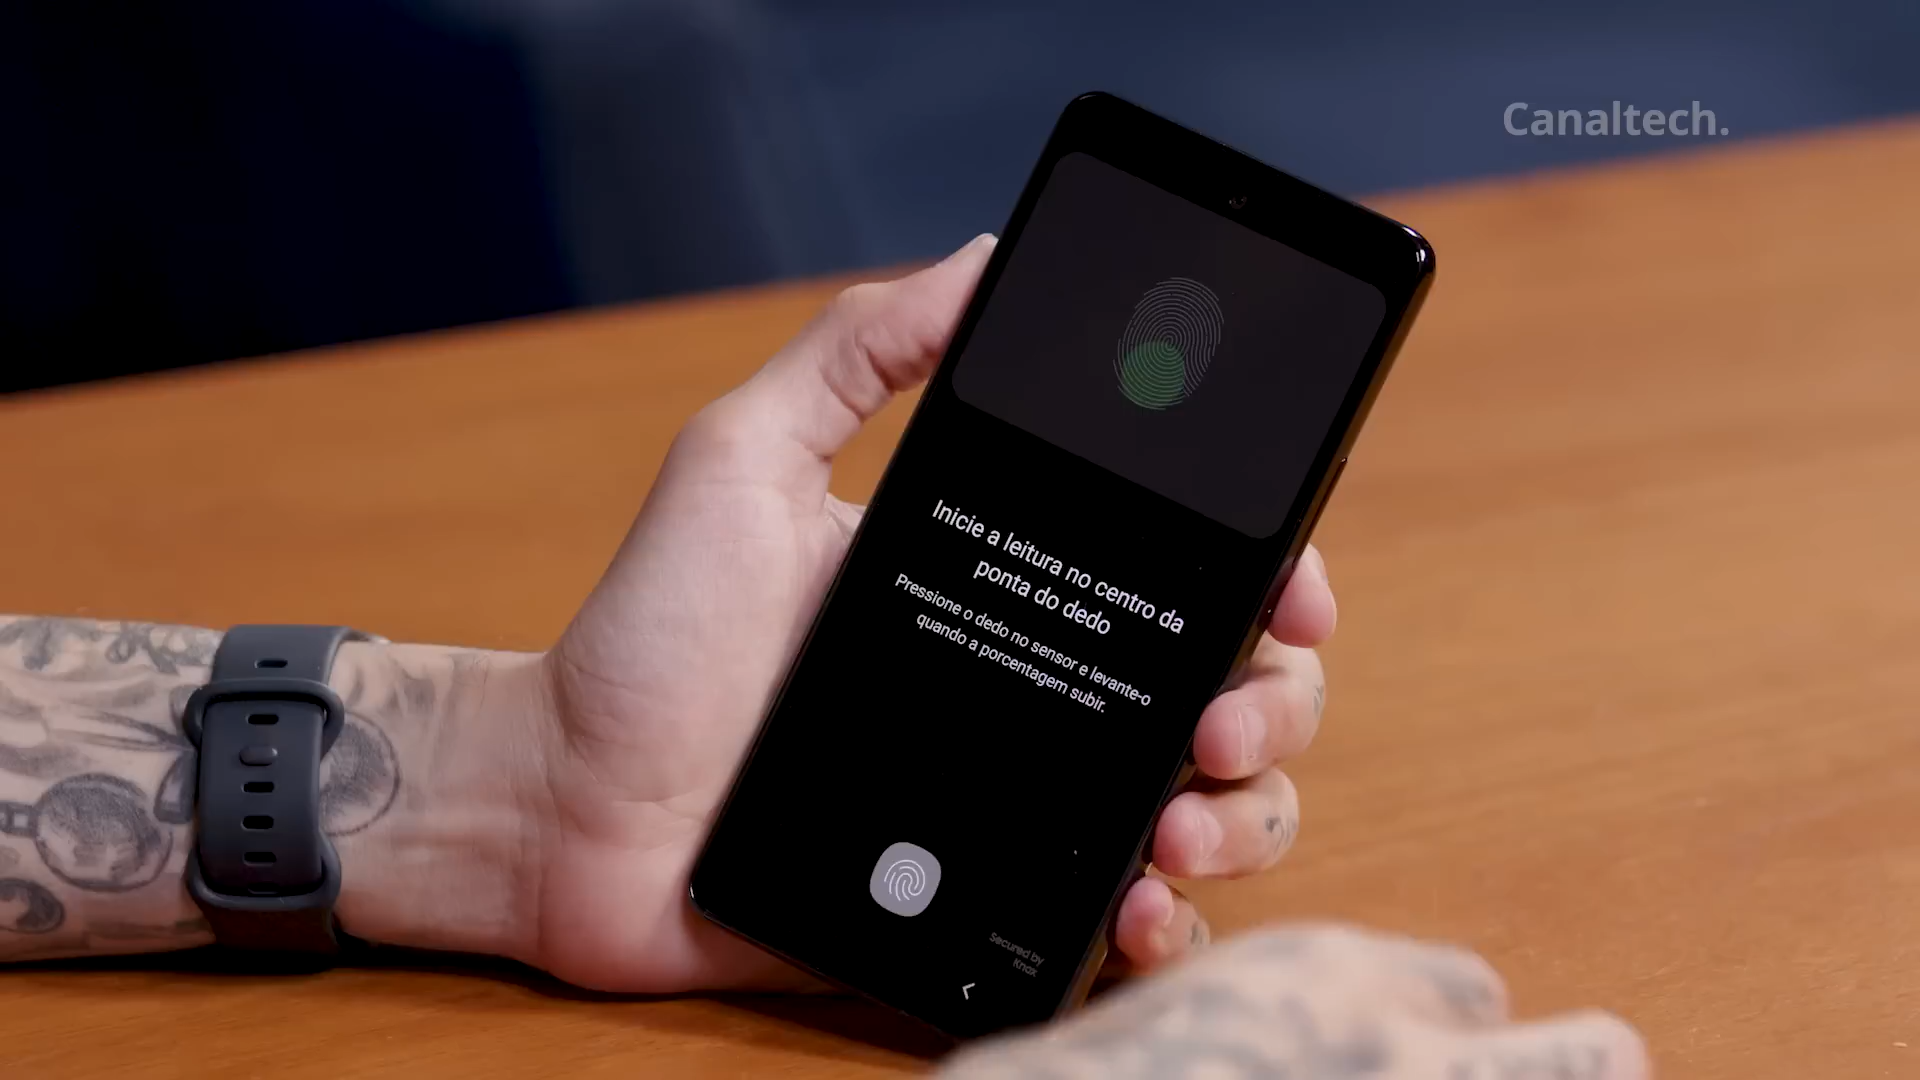 Canaltech.
Inicie a leitura no centro da
ponta do dedo
Pressione o dedo no sensor e levante-o
quando a porcentagem subir.
Secured by
Knox